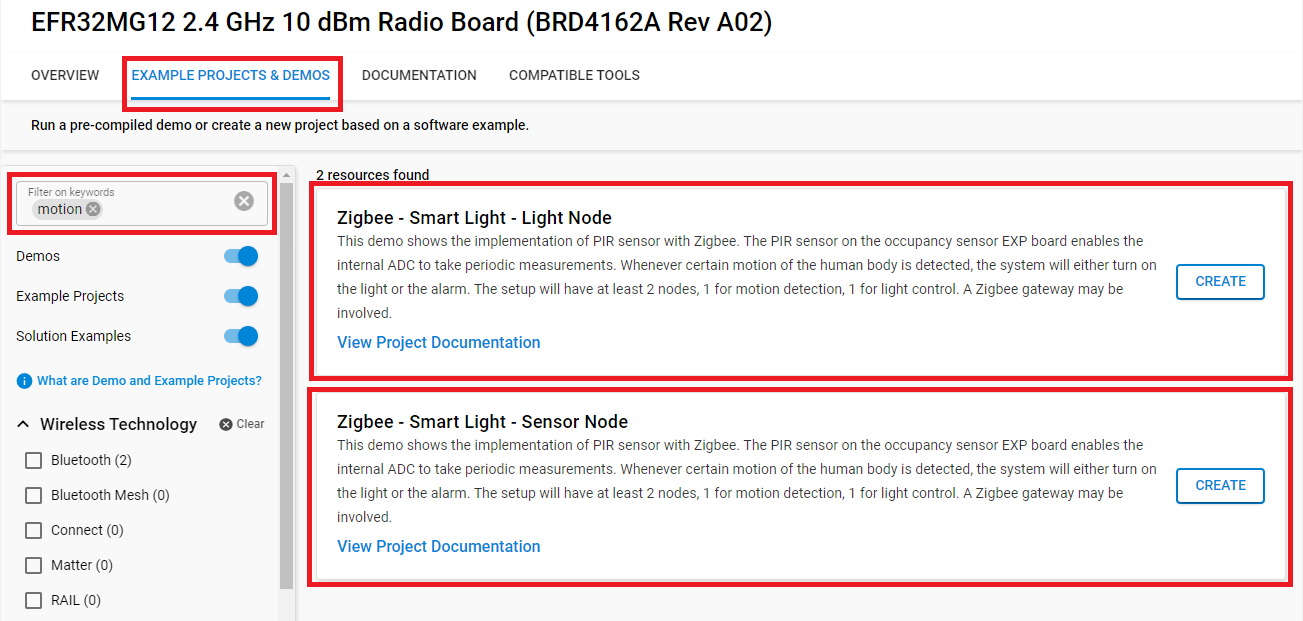 EFR32MG12 2.4 GHz 10 dBm Radio Board (BRD4162A Rev A02)
OVERVIEW
EXAMPLE PROJECTS & DEMOS
DOCUMENTATION
COMPATIBLE TOOLS
Run a pre-compiled demo or create a new project based on a software example.
Filter on keywords
motion
Demos
Example Projects
Solution Examples
What are Demo and Example Projects?
Wireless Technology
Clear
Bluetooth (2)
Bluetooth Mesh (0)
Connect (0)
Matter (0)
RAIL (0)
2 resources found
Zigbee - Smart Light - Light Node
This demo shows the implementation of PIR sensor with Zigbee. The PIR sensor on the occupancy sensor EXP board enables the
internal ADC to take periodic measurements. Whenever certain motion of the human body is detected, the system will either turn on
the light or the alarm. The setup will have at least 2 nodes, 1 for motion detection, 1 for light control. A Zigbee gateway may be
involved.
View Project Documentation
CREATE
Zigbee - Smart Light - Sensor Node
This demo shows the implementation of PIR sensor with Zigbee. The PIR sensor on the occupancy sensor EXP board enables the
internal ADC to take periodic measurements. Whenever certain motion of the human body is detected, the system will either turn on
the light or the alarm. The setup will have at least 2 nodes, 1 for motion detection, 1 for light control. A Zigbee gateway may be
involved.
View Project Documentation
CREATE